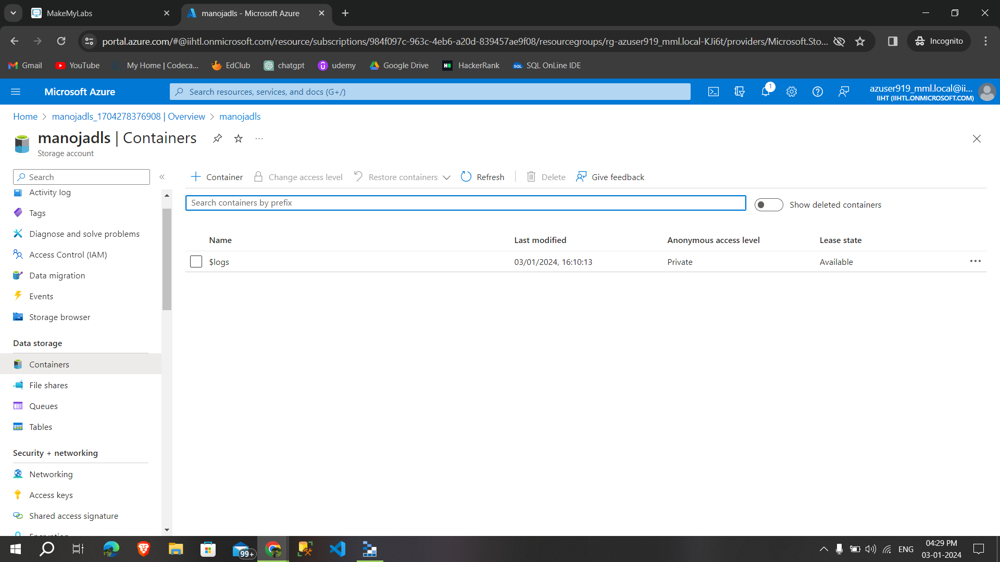 MakeMyLabs
manojadls - Microsoft Azure
portal.azure.com/#@iihtl.onmicrosoft.com/resource/subscriptions/984f097c-963c-4eb6-a20d-839457ae9f08/resourcegroups/rg-azuser919_mml.local-KJi6t/providers/Microsoft.Sto...
Incognito
Gmail
YouTube
My Home | Codeca...
EdClub
chatgpt
udemy
Google Drive
HackerRank
SQL OnLine IDE
Microsoft Azure
Search resources, services, and docs (G+/)
1
azuser919_mml.local@ii...
IIHT (IIHTL.ONMICROSOFT.COM)
Home
manojadls_1704278376908 | Overview
manojadls
manojadls | Containers
Storage account
Search
Container
Change access level
Restore containers
Refresh
Delete
Give feedback
Search containers by prefix
Show deleted containers
Name
Last modified
Anonymous access level
Lease state
$logs
03/01/2024, 16:10:13
Private
Available
Activity log
Tags
Diagnose and solve problems
Access Control (IAM)
Data migration
Events
Storage browser
Data storage
Containers
File shares
Queues
Tables
Security + networking
Networking
Access keys
Shared access signature
Encryption
99+
ENG
04:29 PM
03-01-2024